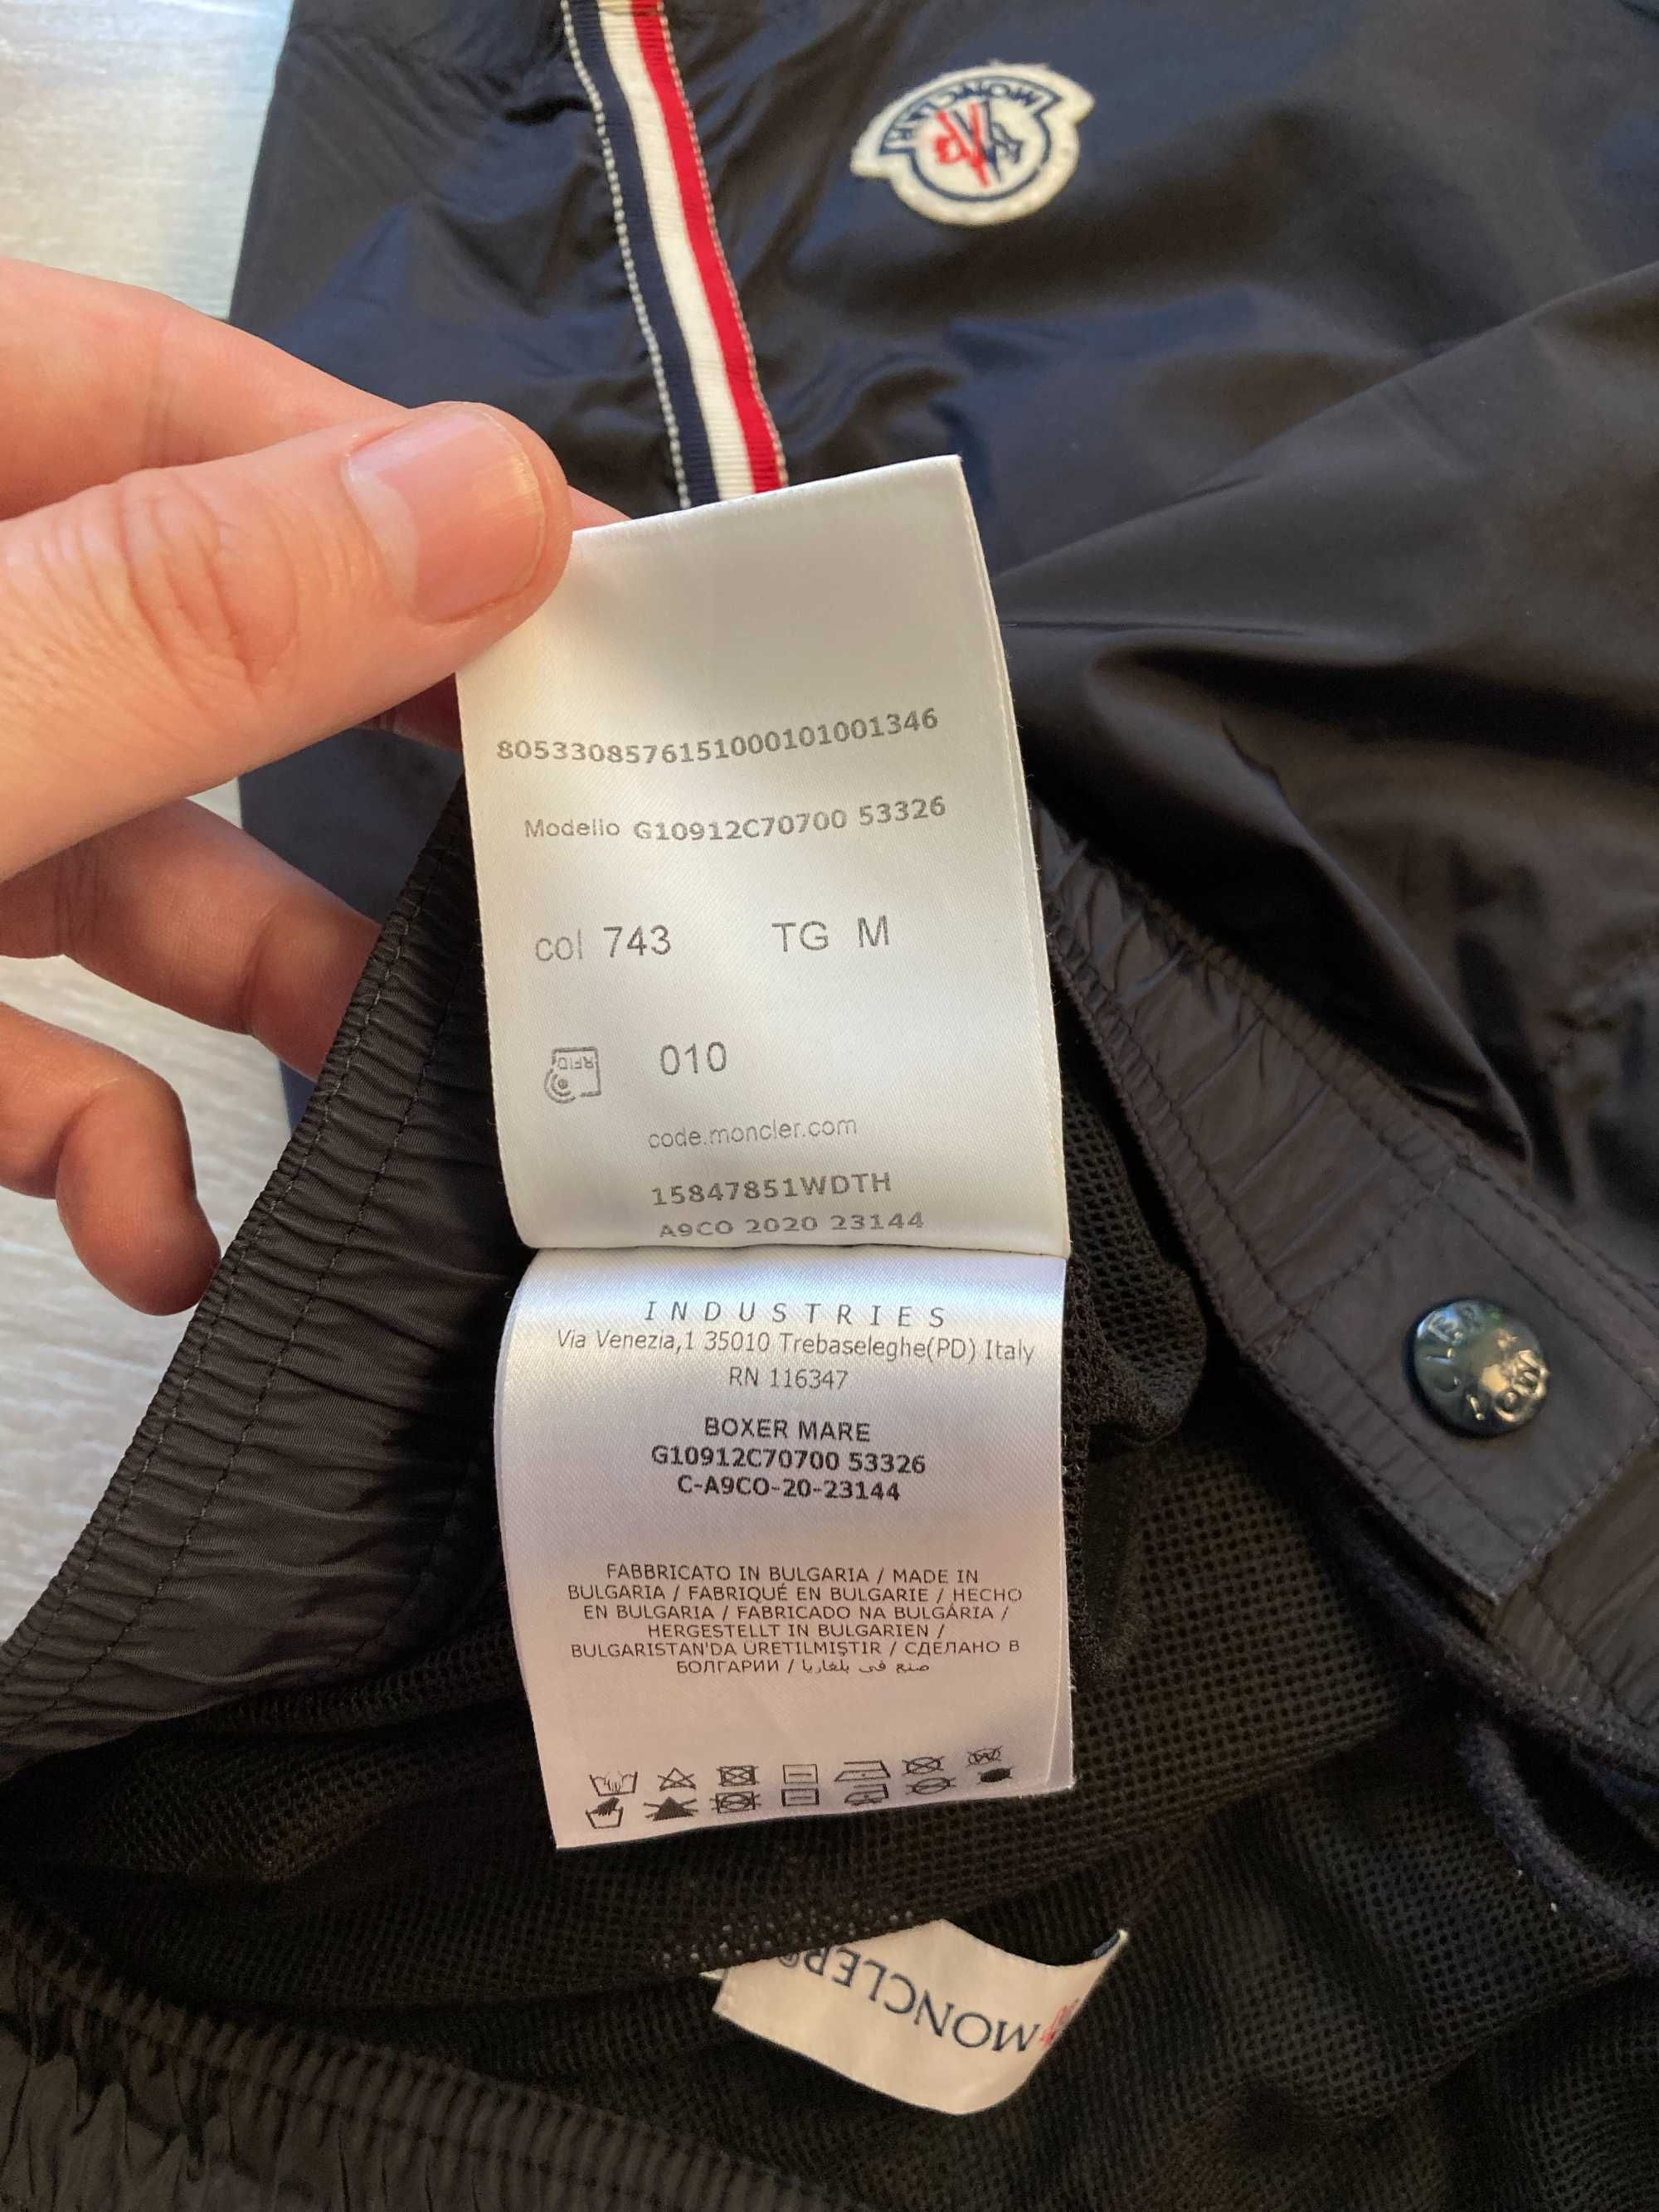 MONCLER
8053308576151000101001346
Modello G10912C70700 53326
col 743 TG M
RFID
010
code.moncler.com
15847851WDTH
A9CO 2020 23144
INDUSTRIES
Via Venezia,1 35010 Trebaseleghe(PD) Italy
RN 116347
BOXER MARE
G10912C70700 53326
C-A9CO-20-23144
FABBRICATO IN BULGARIA / MADE IN
BULGARIA / FABRIQUÉ EN BULGARIE / HECHO
EN BULGARIA / FABRICADO NA BULGÁRIA /
HERGESTELLT IN BULGARIEN /
BULGARISTAN'DA ÜRETILMIŞTIR / СДЕЛАНО В
БОЛГАРИИ / صنع في بلغاريا
MONCLER®